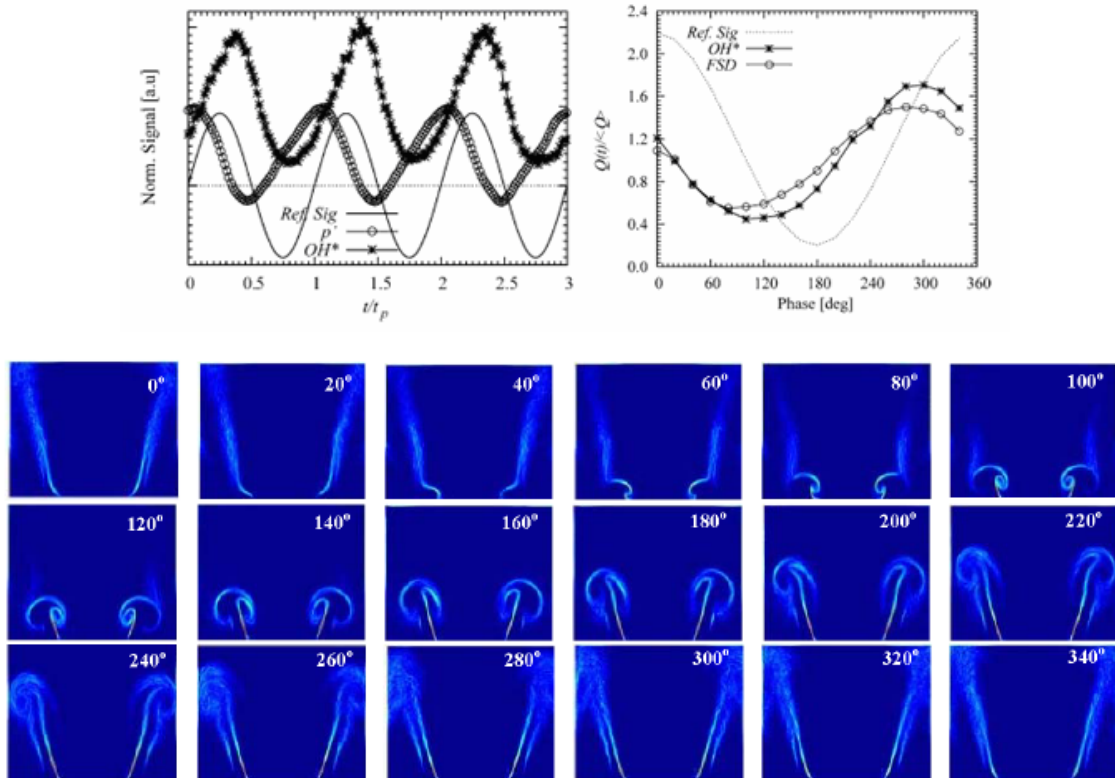 Norm. Signal [a.u]
Ref. Sig
p'
OH*
0 0.5 1 1.5 2 2.5 3
t/tp
Q(t)/<Q>
2.4
2.0
1.6
1.2
0.8
0.4
0.0
Ref. Sig
OH*
FSD
0 60 120 180 240 300 360
Phase [deg]
0° 20° 40° 60° 80° 100°
120° 140° 160° 180° 200° 220°
240° 260° 280° 300° 320° 340°